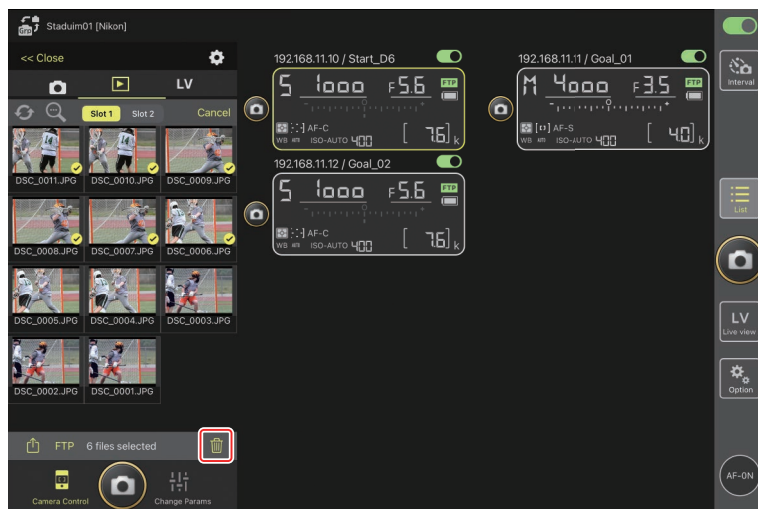 Grp
Staduim01 [Nikon]
<< Close
LV
Slot 1 Slot 2 Cancel
DSC_0011.JPG DSC_0010.JPG DSC_0009.JPG
DSC_0008.JPG DSC_0007.JPG DSC_0006.JPG
DSC_0005.JPG DSC_0004.JPG DSC_0003.JPG
DSC_0002.JPG DSC_0001.JPG
FTP 6 files selected
Camera Control Change Params
192.168.11.10 / Start_D6
S 1000 F5.6 FTP
AF-C
WB ISO-AUTO 400 [ 7.6] k
192.168.11.11 / Goal_01
M 4000 F3.5 FTP
AF-S
WB ISO-AUTO 400 [ 4.0] k
192.168.11.12 / Goal_02
S 1000 F5.6 FTP
AF-C
WB ISO-AUTO 400 [ 7.6] k
Interval
List
LV
Live view
Option
AF-ON